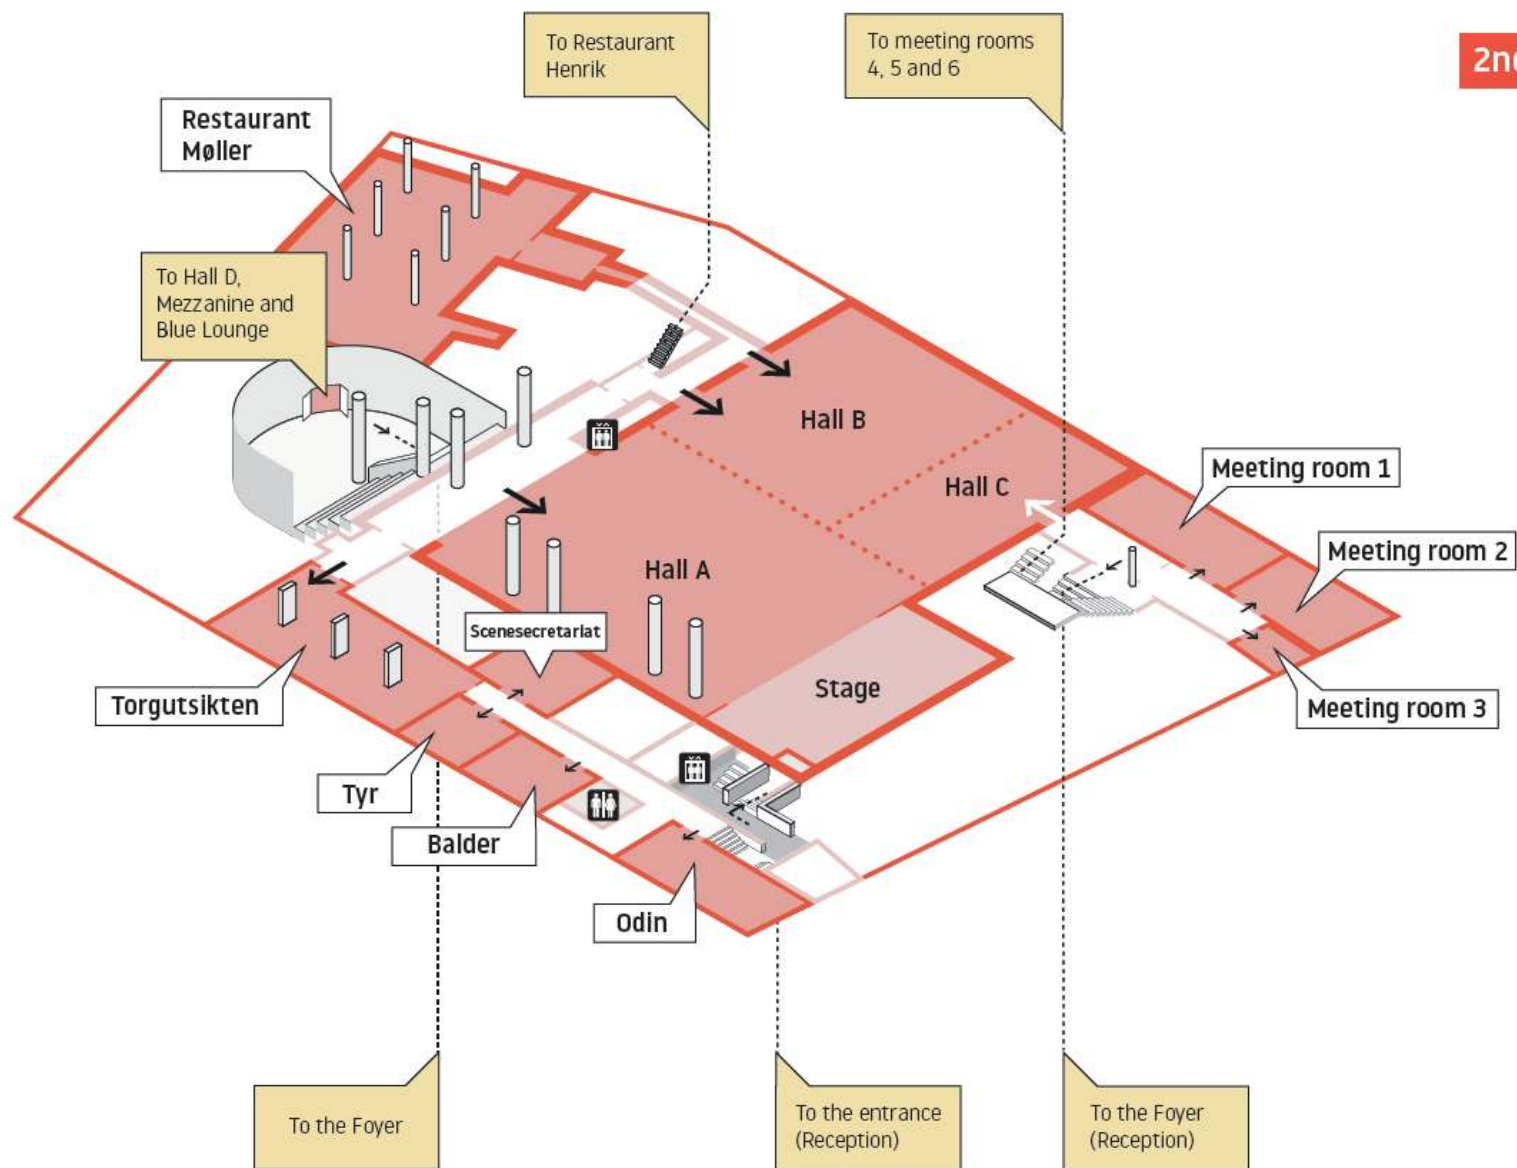 To Restaurant
Henrik
To meeting rooms
4, 5 and 6
Restaurant
Møller
To Hall D,
Mezzanine and
Blue Lounge
Hall B
Hall C
Meeting room 1
Meeting room 2
Hall A
Scenesecretariat
Stage
Torgutsikten
Meeting room 3
Tyr
Balder
Odin
To the Foyer
To the entrance
(Reception)
To the Foyer
(Reception)